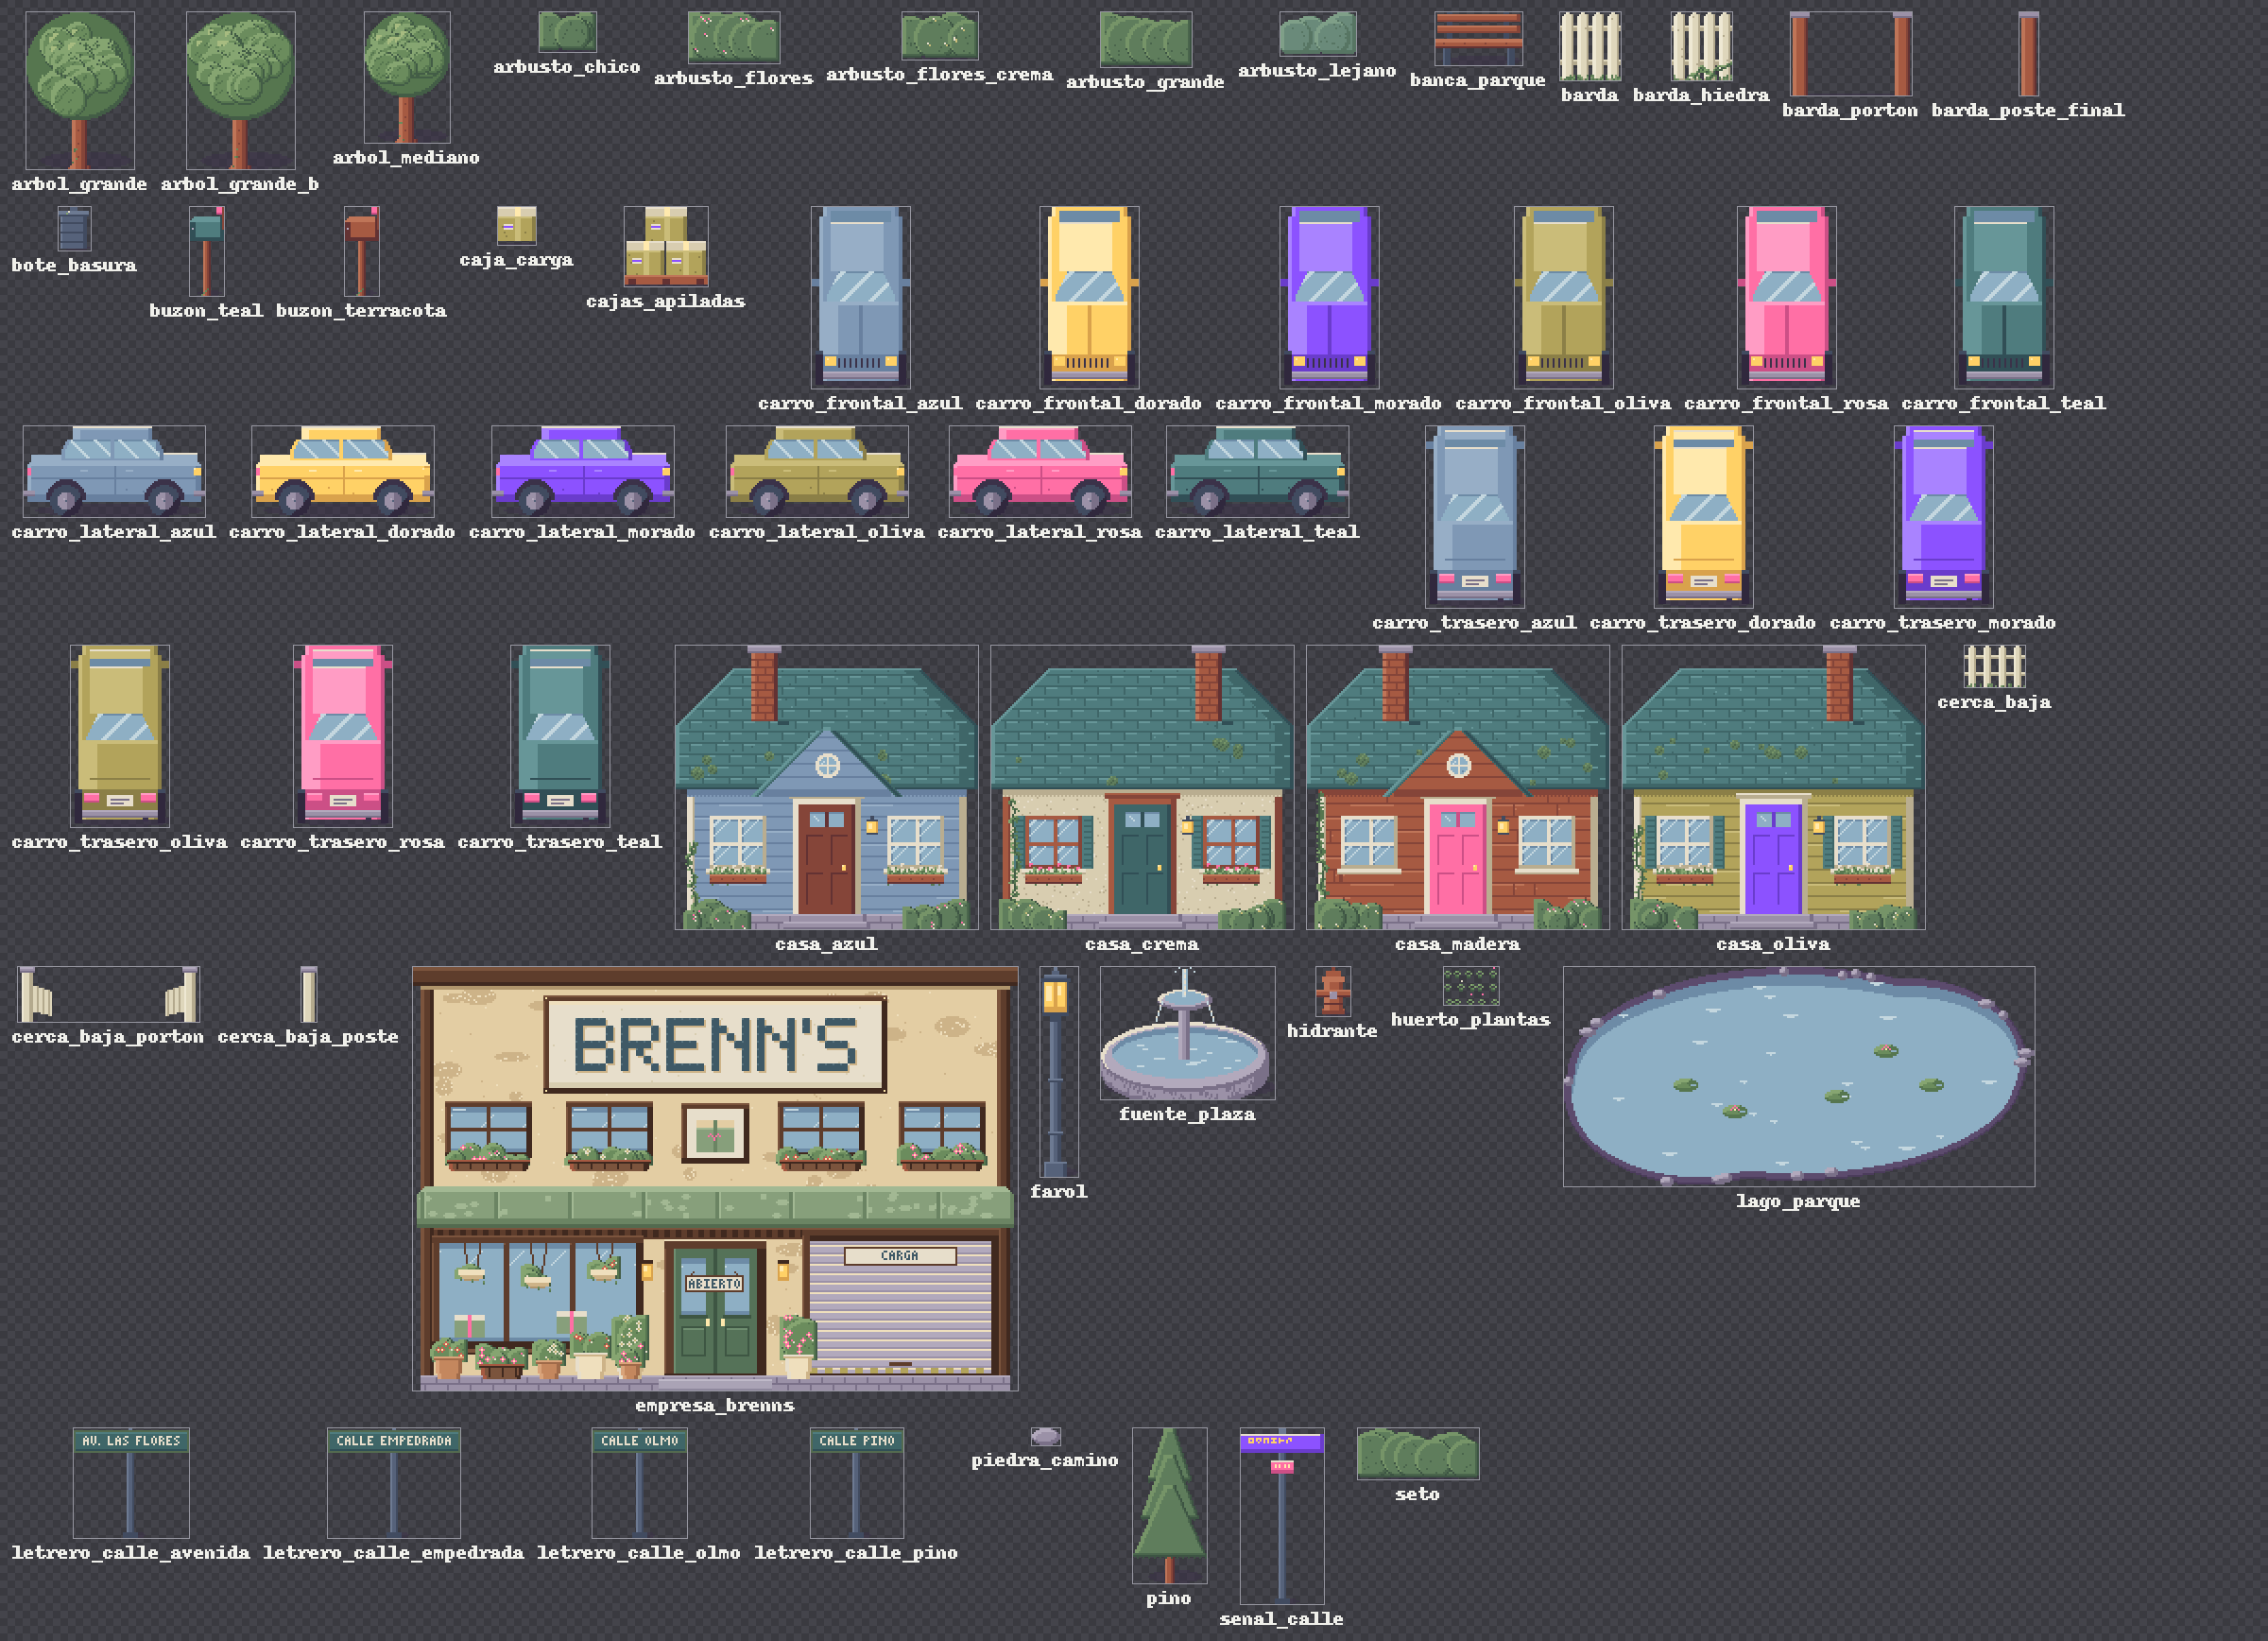 arbol_grande
arbol_grande_b
arbol_mediano
arbusto_chico
arbusto_flores
arbusto_flores_crema
arbusto_grande
arbusto_lejano
banca_parque
barda
barda_hiedra
barda_porton
barda_poste_final
bote_basura
buzon_teal
buzon_terracota
caja_carga
cajas_apiladas
carro_frontal_azul
carro_frontal_dorado
carro_frontal_morado
carro_frontal_oliva
carro_frontal_rosa
carro_frontal_teal
carro_lateral_azul
carro_lateral_dorado
carro_lateral_morado
carro_lateral_oliva
carro_lateral_rosa
carro_lateral_teal
carro_trasero_azul
carro_trasero_dorado
carro_trasero_morado
carro_trasero_oliva
carro_trasero_rosa
carro_trasero_teal
casa_azul
casa_crema
casa_madera
casa_oliva
cerca_baja
cerca_baja_porton
cerca_baja_poste
BRENN'S
CARGA
ABIERTO
empresa_brenns
farol
fuente_plaza
hidrante
huerto_plantas
lago_parque
AV. LAS FLORES
letrero_calle_avenida
CALLE EMPEDRADA
letrero_calle_empedrada
CALLE OLMO
letrero_calle_olmo
CALLE PINO
letrero_calle_pino
piedra_camino
pino
senal_calle
seto